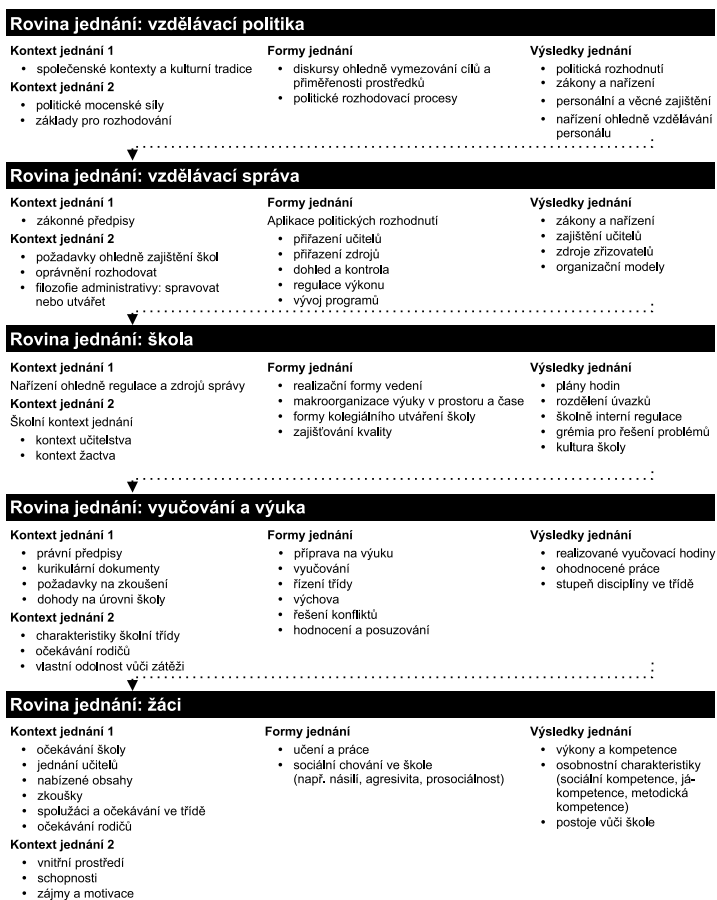 Rovina jednání: vzdělávací politika
Kontext jednání 1
• společenské kontexty a kulturní tradice
Kontext jednání 2
• politické mocenské síly
• základy pro rozhodování
Formy jednání
• diskursy ohledně vymezování cílů a
přiměřenosti prostředků
• politické rozhodovací procesy
Výsledky jednání
• politická rozhodnutí
• zákony a nařízení
• personální a věcné zajištění
• nařízení ohledně vzdělávání
personálu
Rovina jednání: vzdělávací správa
Kontext jednání 1
• zákonné předpisy
Kontext jednání 2
• požadavky ohledně zajištění škol
• oprávnění rozhodovat
• filozofie administrativy: spravovat
nebo utvářet
Formy jednání
Aplikace politických rozhodnutí
• přiřazení učitelů
• přiřazení zdrojů
• dohled a kontrola
• regulace výkonu
• vývoj programů
Výsledky jednání
• zákony a nařízení
• zajištění učitelů
• zdroje zřizovatelů
• organizační modely
Rovina jednání: škola
Kontext jednání 1
Nařízení ohledně regulace a zdrojů správy
Kontext jednání 2
Školní kontext jednání
• kontext učitelstva
• kontext žactva
Formy jednání
• realizační formy vedení
• makroorganizace výuky v prostoru a čase
• formy kolegiálního utváření školy
• zajišťování kvality
Výsledky jednání
• plány hodin
• rozdělení úvazků
• školně interní regulace
• grémia pro řešení problémů
• kultura školy
Rovina jednání: vyučování a výuka
Kontext jednání 1
• právní předpisy
• kurikulární dokumenty
• požadavky na zkoušení
• dohody na úrovni školy
Kontext jednání 2
• charakteristiky školní třídy
• očekávání rodičů
• vlastní odolnost vůči zátěži
Formy jednání
• příprava na výuku
• vyučování
• řízení třídy
• výchova
• řešení konfliktů
• hodnocení a posuzování
Výsledky jednání
• realizované vyučovací hodiny
• ohodnocené práce
• stupeň disciplíny ve třídě
Rovina jednání: žáci
Kontext jednání 1
• očekávání školy
• jednání učitelů
• nabízené obsahy
• zkoušky
• spolužáci a očekávání ve třídě
• očekávání rodičů
Kontext jednání 2
• vnitřní prostředí
• schopnosti
• zájmy a motivace
Formy jednání
• učení a práce
• sociální chování ve škole
(např. násilí, agresivita, prosociálnost)
Výsledky jednání
• výkony a kompetence
• osobnostní charakteristiky
(sociální kompetence, já-
kompetence, metodická
kompetence)
• postoje vůči škole